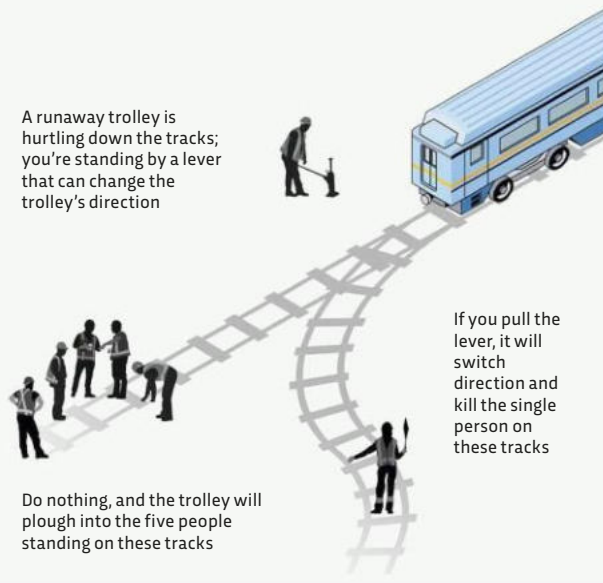 A runaway trolley is
hurtling down the tracks;
you're standing by a lever
that can change the
trolley's direction
If you pull the
lever, it will
switch
direction and
kill the single
person on
these tracks
Do nothing, and the trolley will
plough into the five people
standing on these tracks